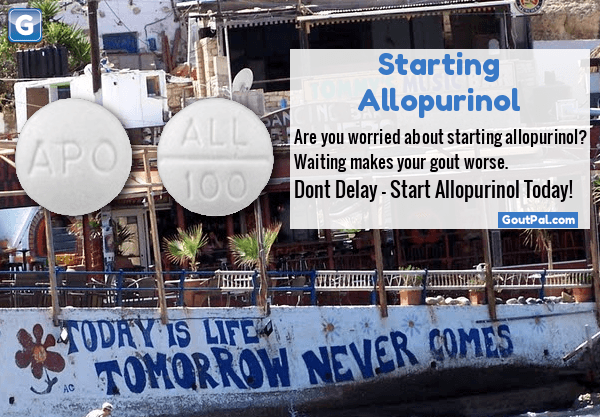 G
Starting
Allopurinol
Are you worried about starting allopurinol?
Waiting makes your gout worse.
Dont Delay - Start Allopurinol Today!
GoutPal.com
APO
ALL
100
TODAY IS LIFE
TOMORROW NEVER COMES